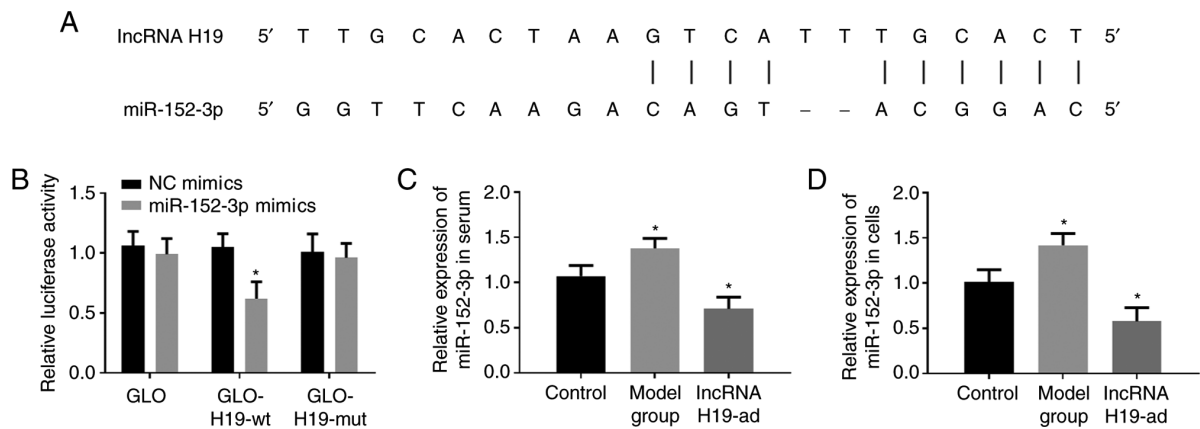 A
lncRNA H19 5′ T T G C A C T A A G T C A T T T G C A C T 5′
miR-152-3p 5′ G G T T C A A G A C A G T – – A C G G A C 5′
B
Relative luciferase activity
NC mimics
miR-152-3p mimics
1.5
1.0
0.5
0.0
*
GLO
GLO-
H19-wt
GLO-
H19-mut
C
Relative expression of
miR-152-3p in serum
2.0
1.5
1.0
0.5
0.0
*
*
Control
Model
group
lncRNA
H19-ad
D
Relative expression of
miR-152-3p in cells
2.0
1.5
1.0
0.5
0.0
*
*
Control
Model
group
lncRNA
H19-ad